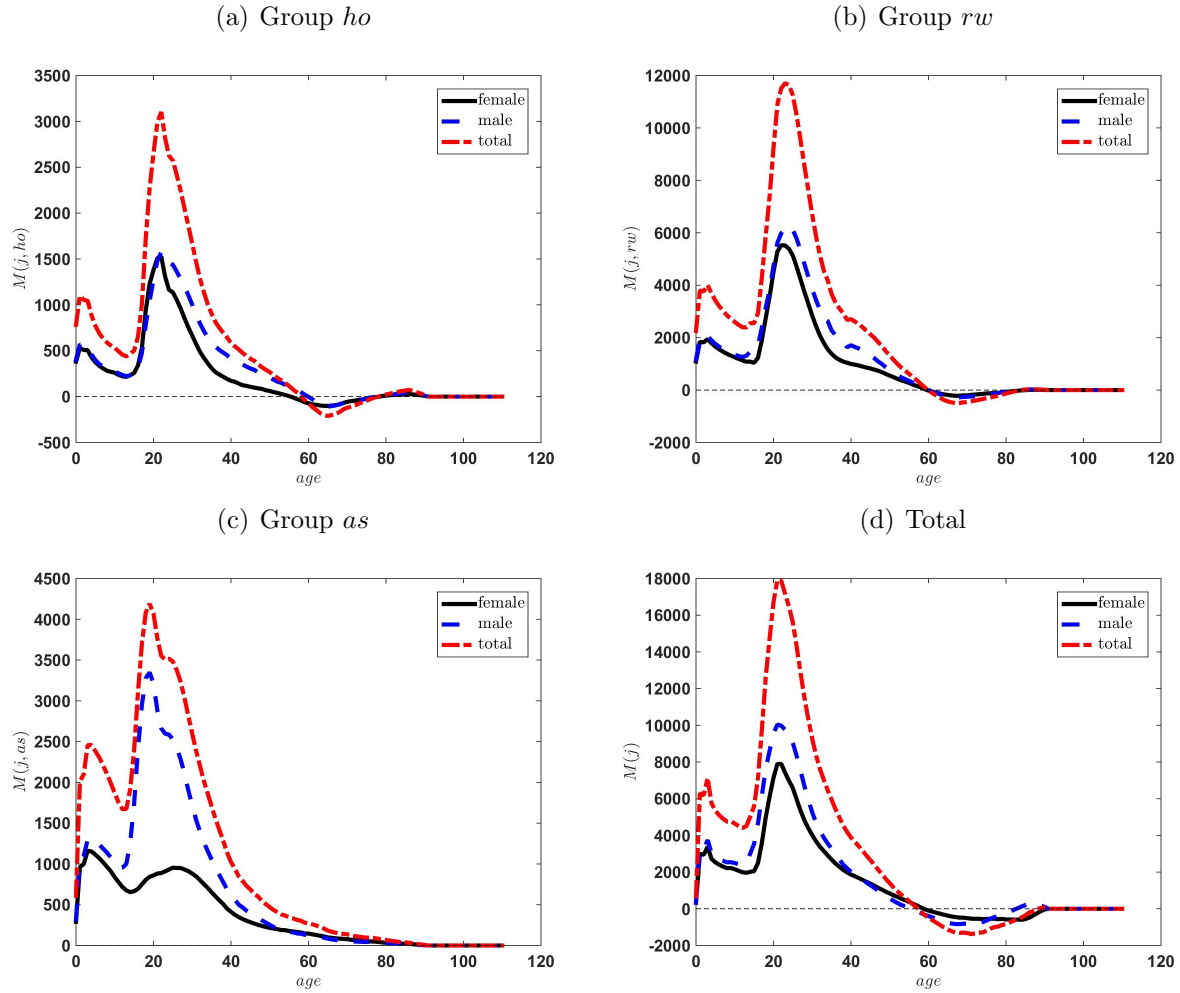 (a) Group ho
3500
3000
2500
2000
1500
1000
500
0
-500
M(j, ho)
female
male
total
0 20 40 60 80 100 120
age
(b) Group rw
12000
10000
8000
6000
4000
2000
0
-2000
M(j, rw)
female
male
total
0 20 40 60 80 100 120
age
(c) Group as
4500
4000
3500
3000
2500
2000
1500
1000
500
0
M(j, as)
female
male
total
0 20 40 60 80 100 120
age
(d) Total
18000
16000
14000
12000
10000
8000
6000
4000
2000
0
-2000
M(j)
female
male
total
0 20 40 60 80 100 120
age